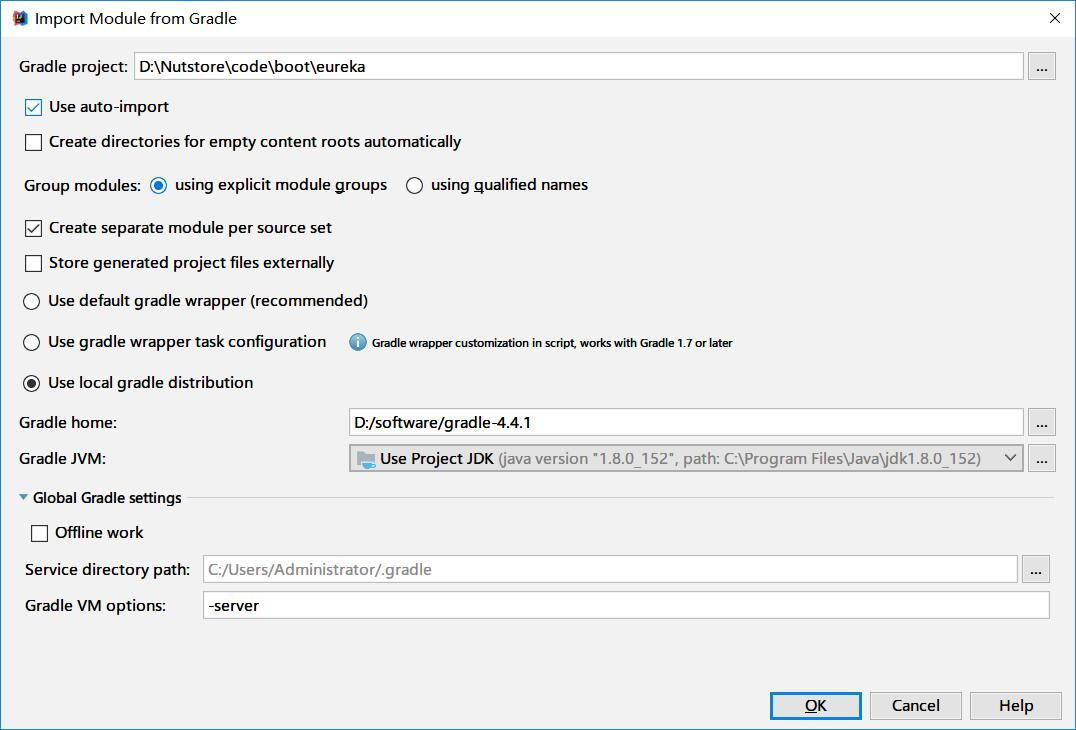 Import Module from Gradle
Gradle project: D:\Nutstore\code\boot\eureka ...
Use auto-import
Create directories for empty content roots automatically
Group modules: using explicit module groups using qualified names
Create separate module per source set
Store generated project files externally
Use default gradle wrapper (recommended)
Use gradle wrapper task configuration Gradle wrapper customization in script, works with Gradle 1.7 or later
Use local gradle distribution
Gradle home: D:/software/gradle-4.4.1 ...
Gradle JVM: Use Project JDK (java version "1.8.0_152", path: C:\Program Files\Java\jdk1.8.0_152) ...
Global Gradle settings
Offline work
Service directory path: C:/Users/Administrator/.gradle ...
Gradle VM options: -server
OK Cancel Help